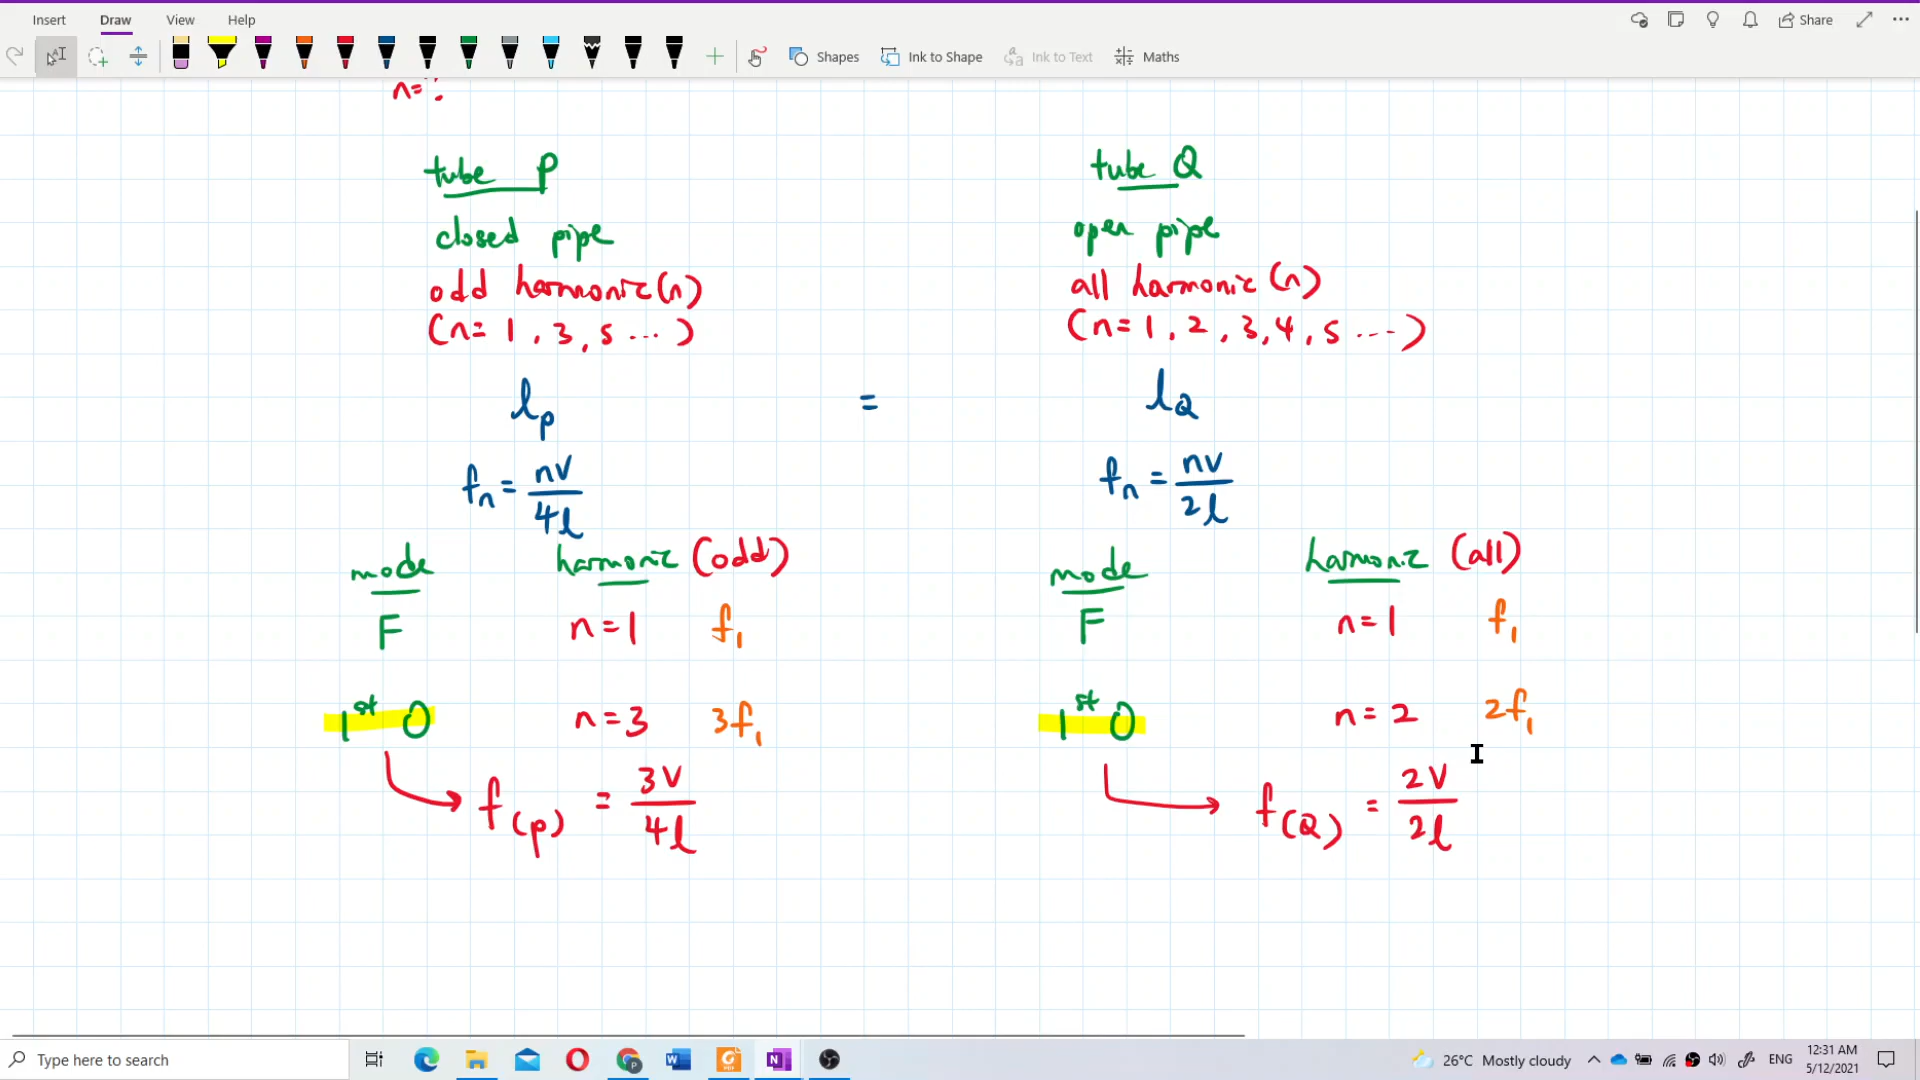 Insert Draw View Help
Share
Shapes Ink to Shape Ink to Text Maths
n=?
tube P
closed pipe
odd harmonic (n)
(n= 1, 3, 5 ...)
lP
fn = nV/4l
mode harmonic (odd)
F n=1 f1
1st O n=3 3f1
f(p) = 3V/4l
=
tube Q
open pipe
all harmonic (n)
(n= 1, 2, 3, 4, 5 ....)
lQ
fn = nV/2l
mode harmonic (all)
F n=1 f1
1st O n=2 2f1
f(Q) = 2V/2l
Type here to search
26°C Mostly cloudy
ENG
12:31 AM
5/12/2021